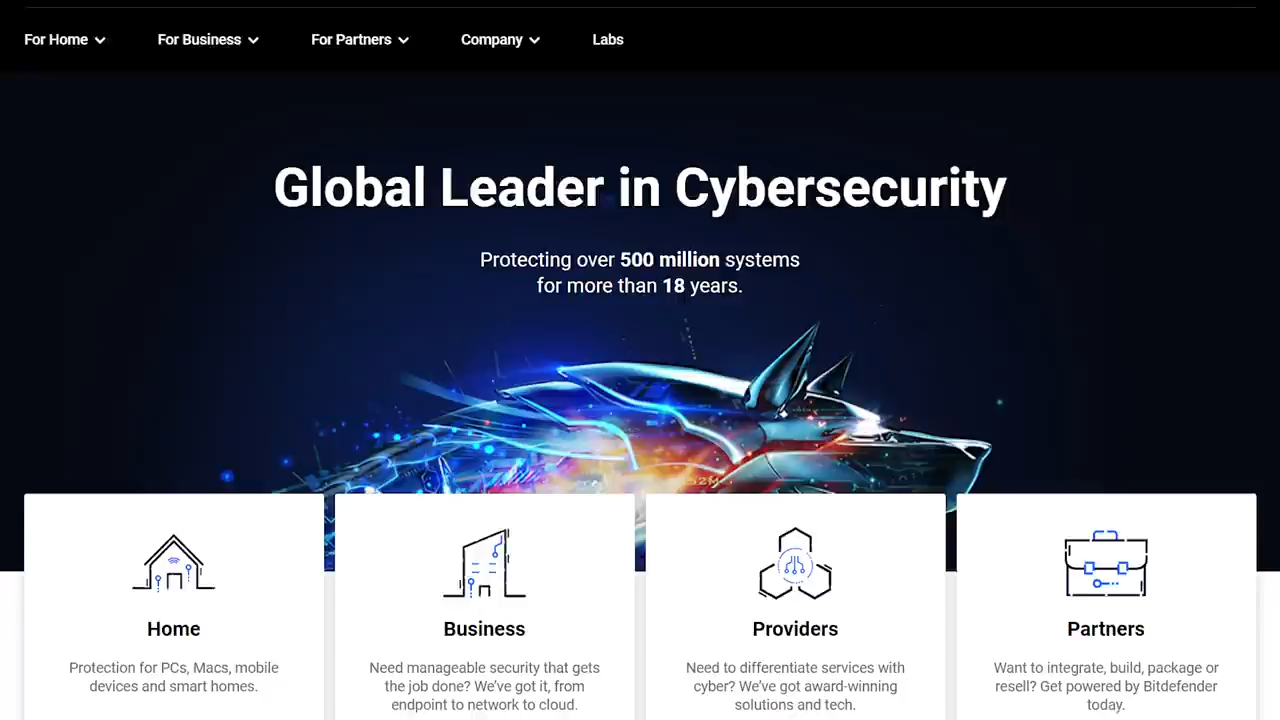 For Home
For Business
For Partners
Company
Labs
Global Leader in Cybersecurity
Protecting over 500 million systems
for more than 18 years.
Home
Protection for PCs, Macs, mobile
devices and smart homes.
Business
Need manageable security that gets
the job done? We’ve got it, from
endpoint to network to cloud.
Providers
Need to differentiate services with
cyber? We’ve got award-winning
solutions and tech.
Partners
Want to integrate, build, package or
resell? Get powered by Bitdefender
today.